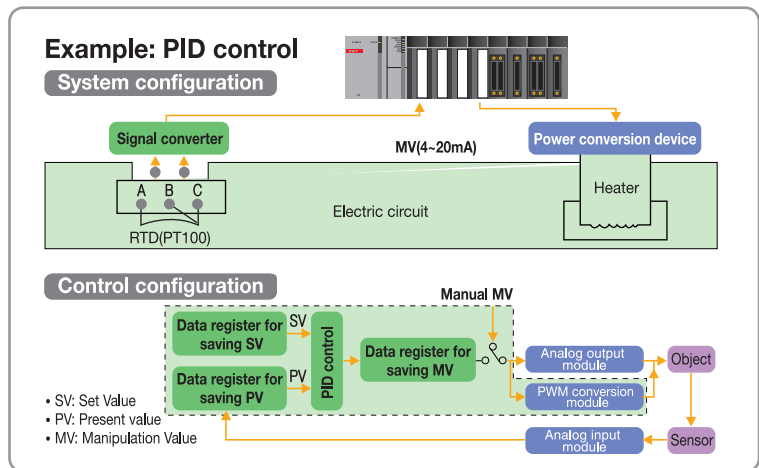 Example: PID control
System configuration
Signal converter
MV(4~20mA)
Power conversion device
A B C
Heater
Electric circuit
RTD(PT100)
Control configuration
Manual MV
Data register for
saving SV
SV
PID control
Data register for
saving MV
Analog output
module
Object
Data register for
saving PV
PV
PWM conversion
module
• SV: Set Value
• PV: Present value
• MV: Manipulation Value
Analog input
module
Sensor